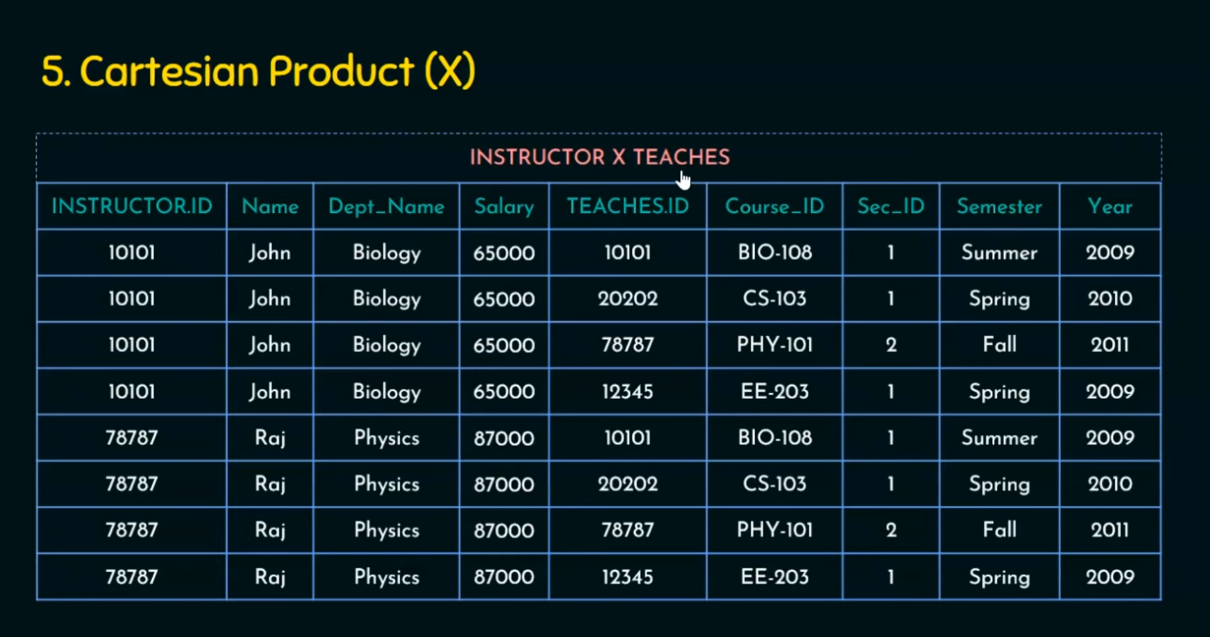 5. Cartesian Product (X)
INSTRUCTOR X TEACHES
INSTRUCTOR.ID Name Dept_Name Salary TEACHES.ID Course_ID Sec_ID Semester Year
10101 John Biology 65000 10101 BIO-108 1 Summer 2009
10101 John Biology 65000 20202 CS-103 1 Spring 2010
10101 John Biology 65000 78787 PHY-101 2 Fall 2011
10101 John Biology 65000 12345 EE-203 1 Spring 2009
78787 Raj Physics 87000 10101 BIO-108 1 Summer 2009
78787 Raj Physics 87000 20202 CS-103 1 Spring 2010
78787 Raj Physics 87000 78787 PHY-101 2 Fall 2011
78787 Raj Physics 87000 12345 EE-203 1 Spring 2009